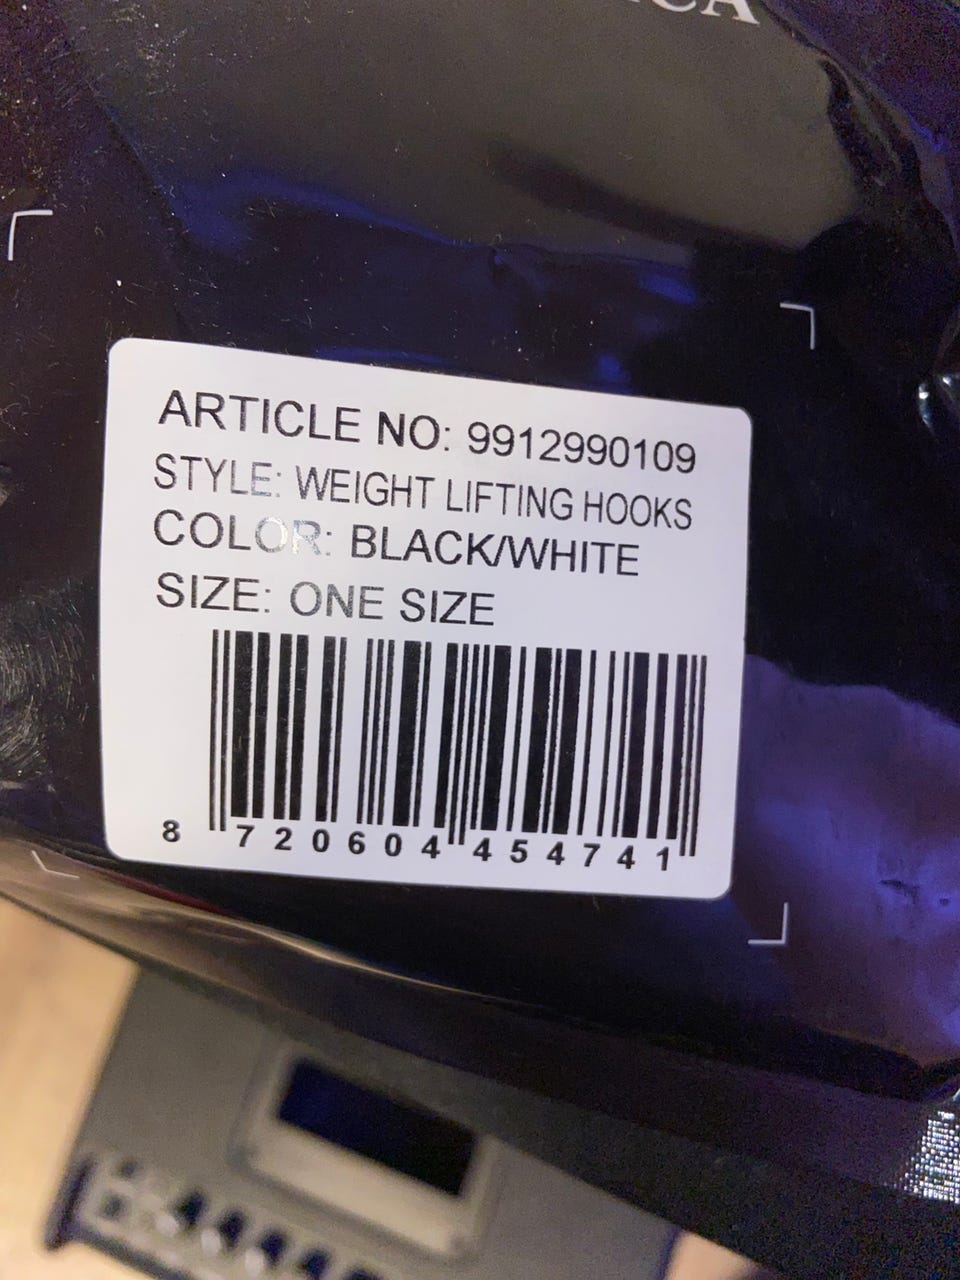 ARTICLE NO: 9912990109
STYLE: WEIGHT LIFTING HOOKS
COLOR: BLACK/WHITE
SIZE: ONE SIZE
8 720604 454741